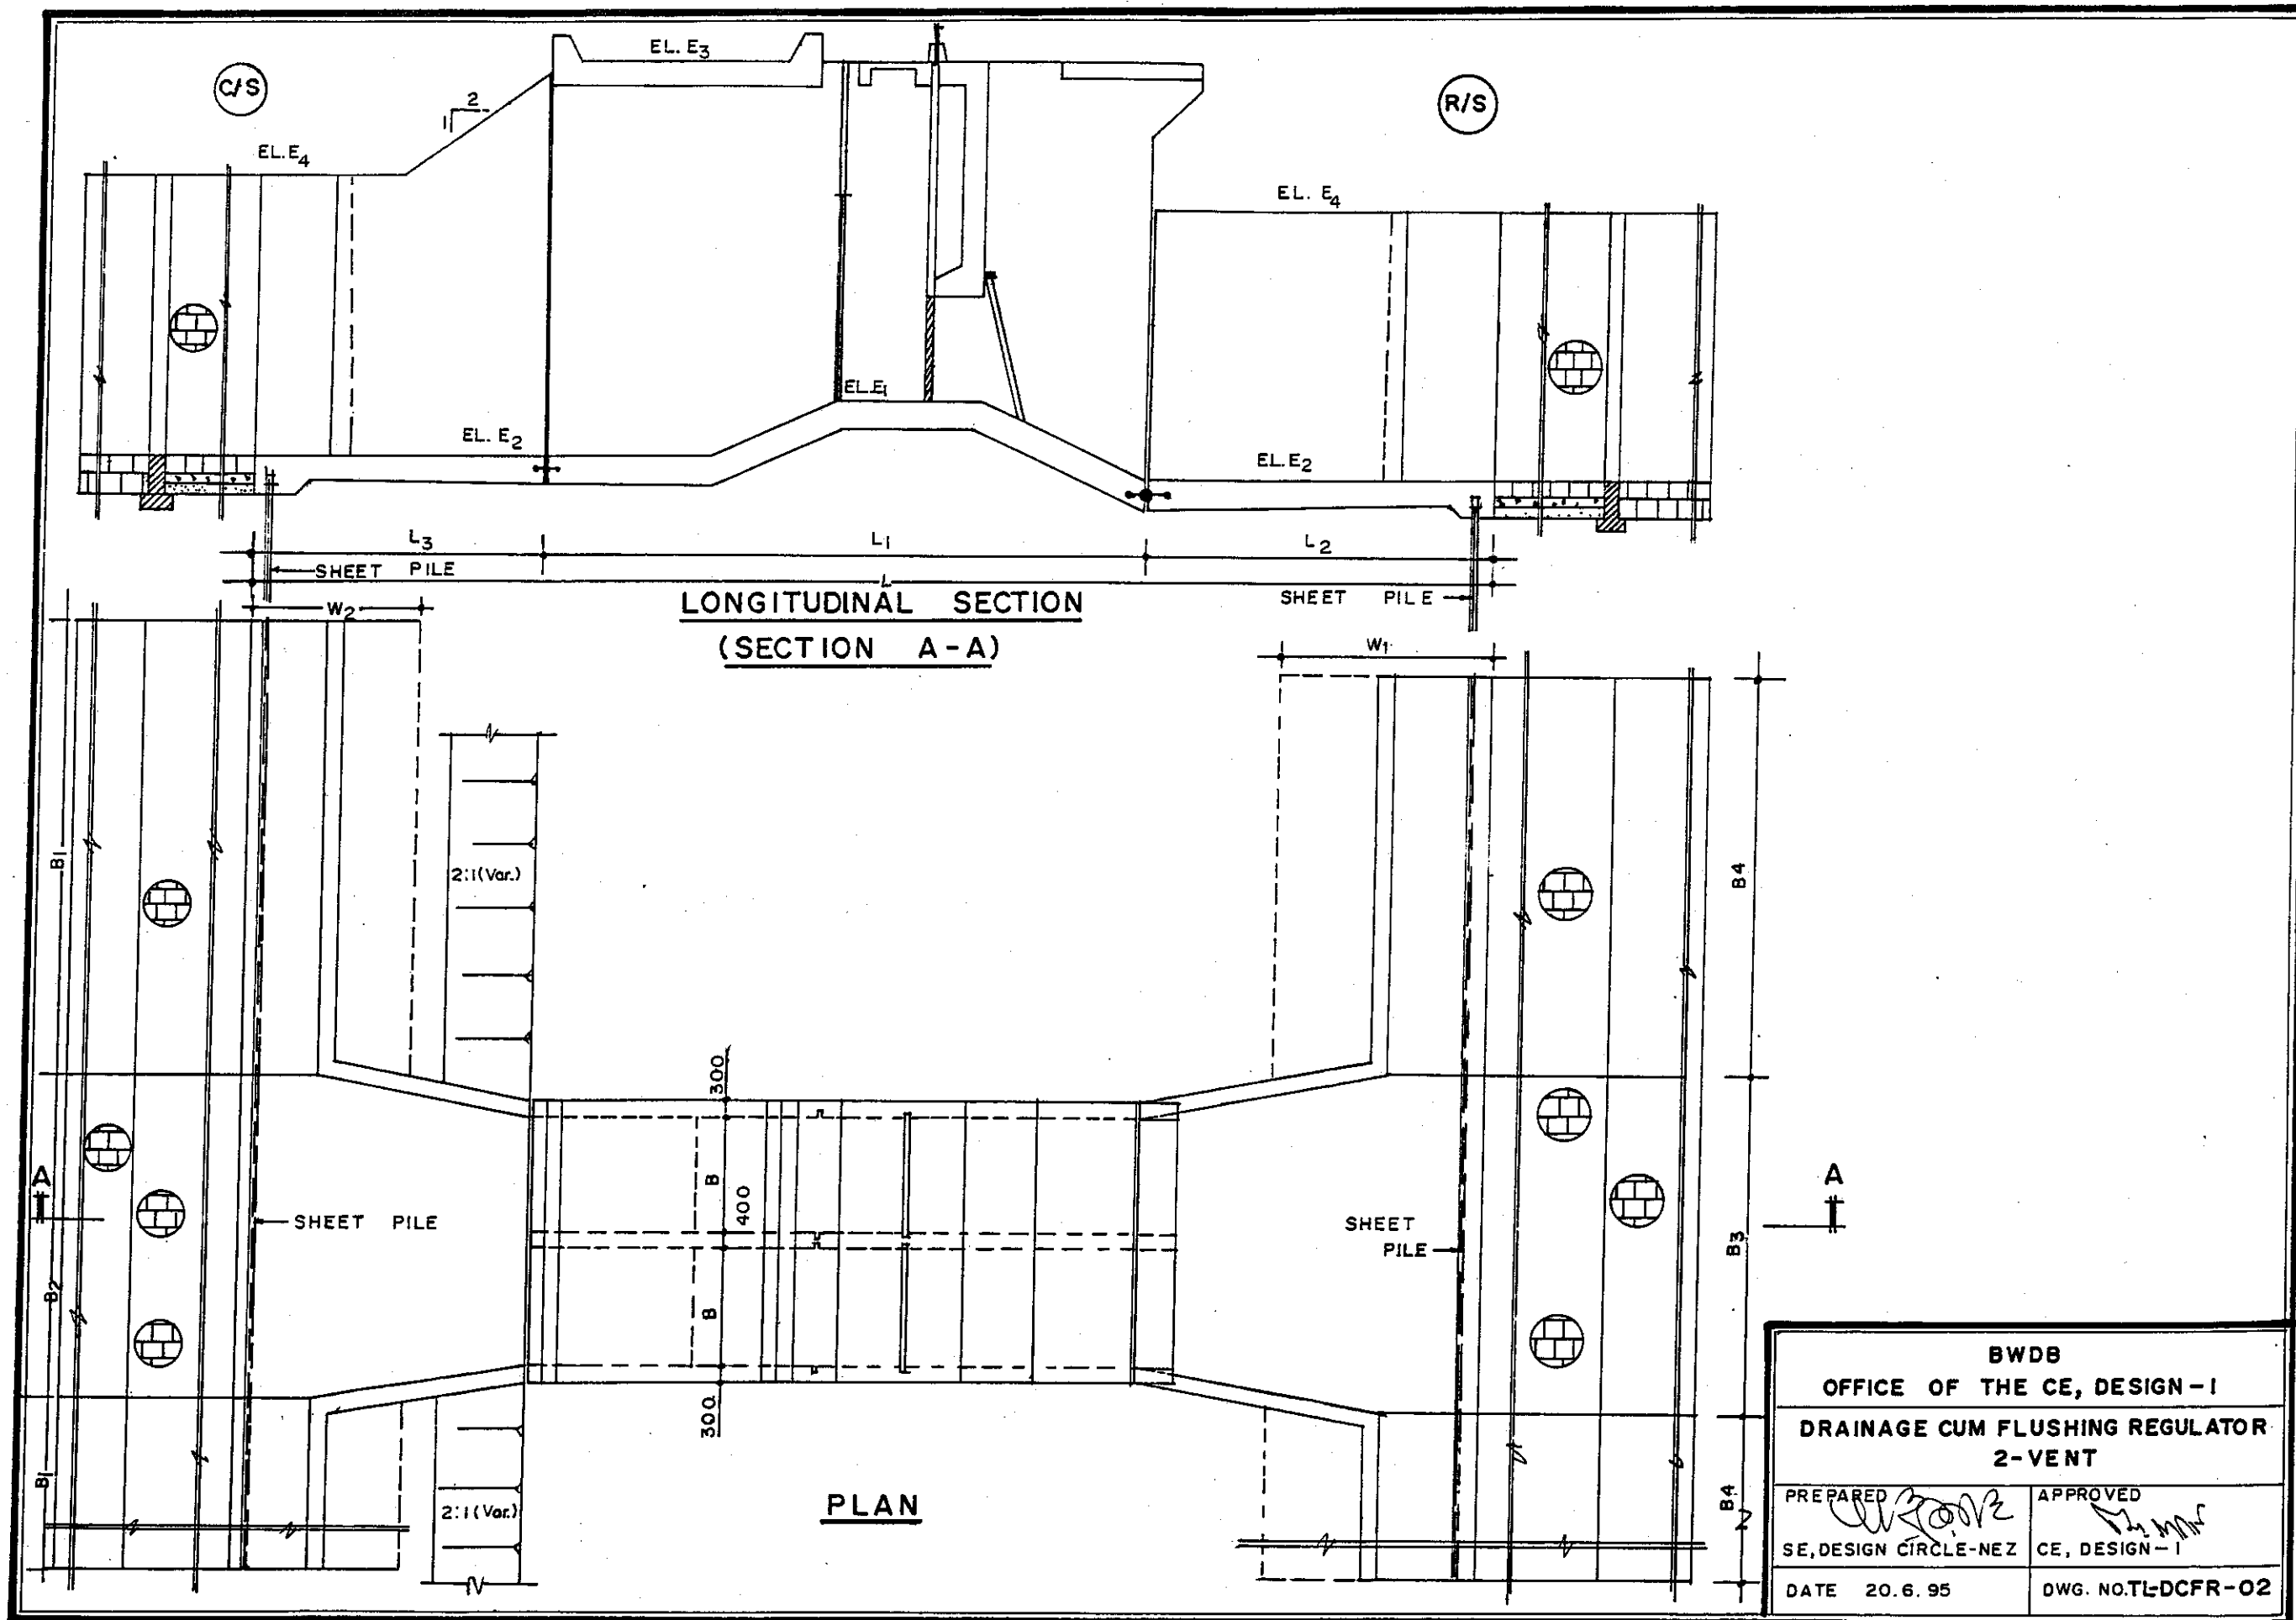 C/S
EL. E3
R/S
2
1
EL.E4
EL. E4
EL.E1
EL. E2
EL.E2
L3
L1
L2
SHEET PILE
L
SHEET PILE
W2
LONGITUDINAL SECTION
(SECTION A-A)
W1
B1
2:1(Var.)
B4
300
A
B
400
SHEET PILE
SHEET
PILE
A
B3
B2
B
300
B1
2:1(Var.)
PLAN
B4
BWDB
OFFICE OF THE CE, DESIGN-1
DRAINAGE CUM FLUSHING REGULATOR
2-VENT
PREPARED
APPROVED
SE, DESIGN CIRCLE-NEZ
CE, DESIGN-1
DATE 20.6.95
DWG. NO. TL-DCFR-02